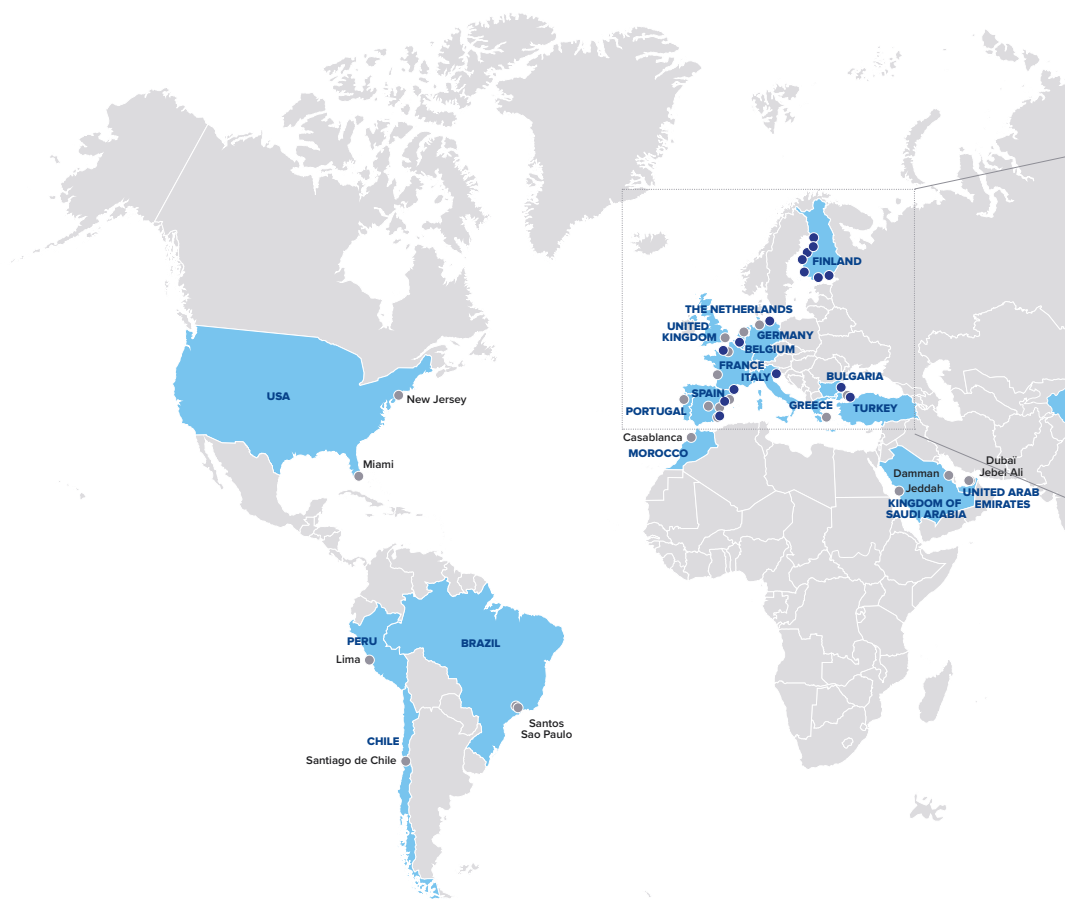 FINLAND
THE NETHERLANDS
UNITED
KINGDOM
GERMANY
BELGIUM
FRANCE
ITALY
BULGARIA
SPAIN
PORTUGAL
GREECE
TURKEY
USA
New Jersey
Miami
Casablanca
MOROCCO
Dubaï
Jebel Ali
Damman
Jeddah
UNITED ARAB
EMIRATES
KINGDOM OF
SAUDI ARABIA
PERU
Lima
BRAZIL
Santos
Sao Paulo
CHILE
Santiago de Chile